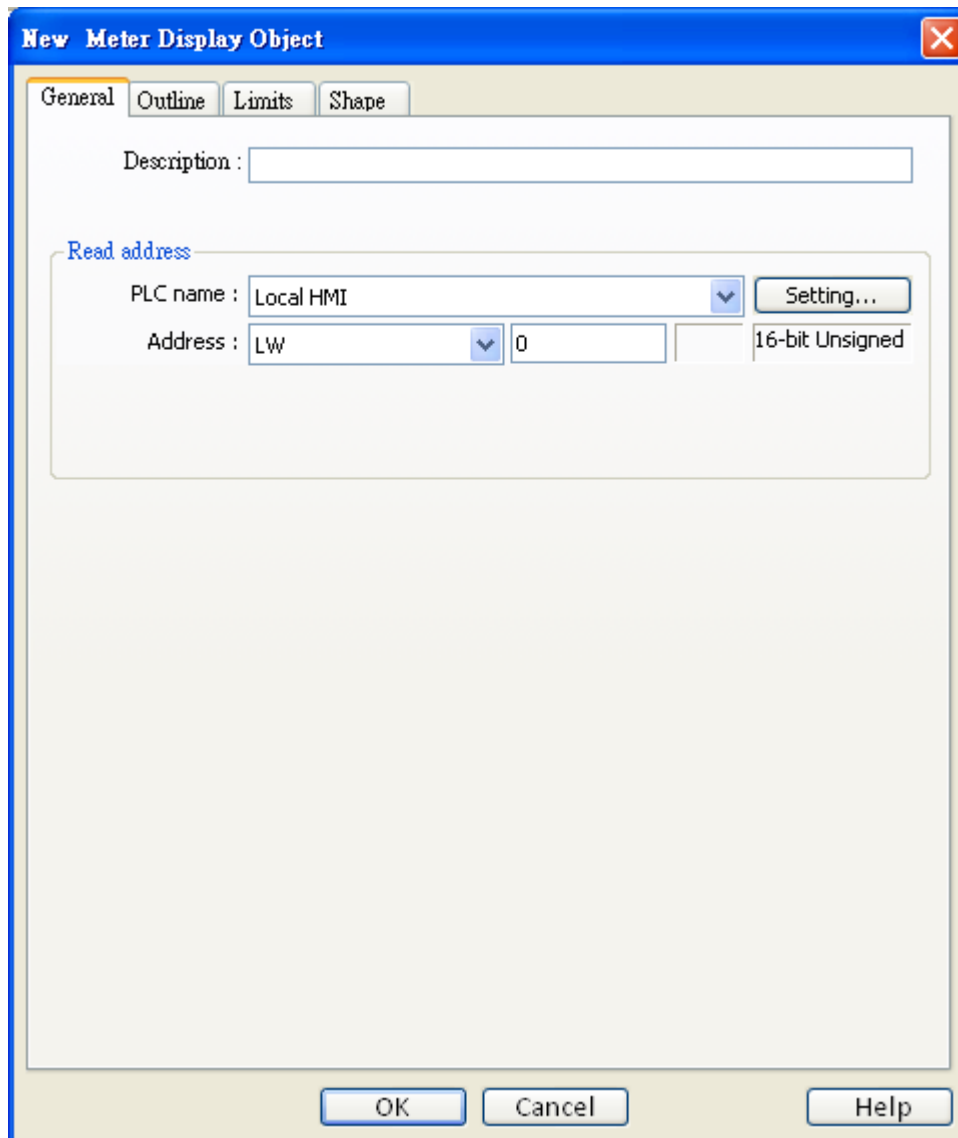 New Meter Display Object
General Outline Limits Shape
Description :
Read address
PLC name : Local HMI Setting...
Address : LW 0 16-bit Unsigned
OK Cancel Help